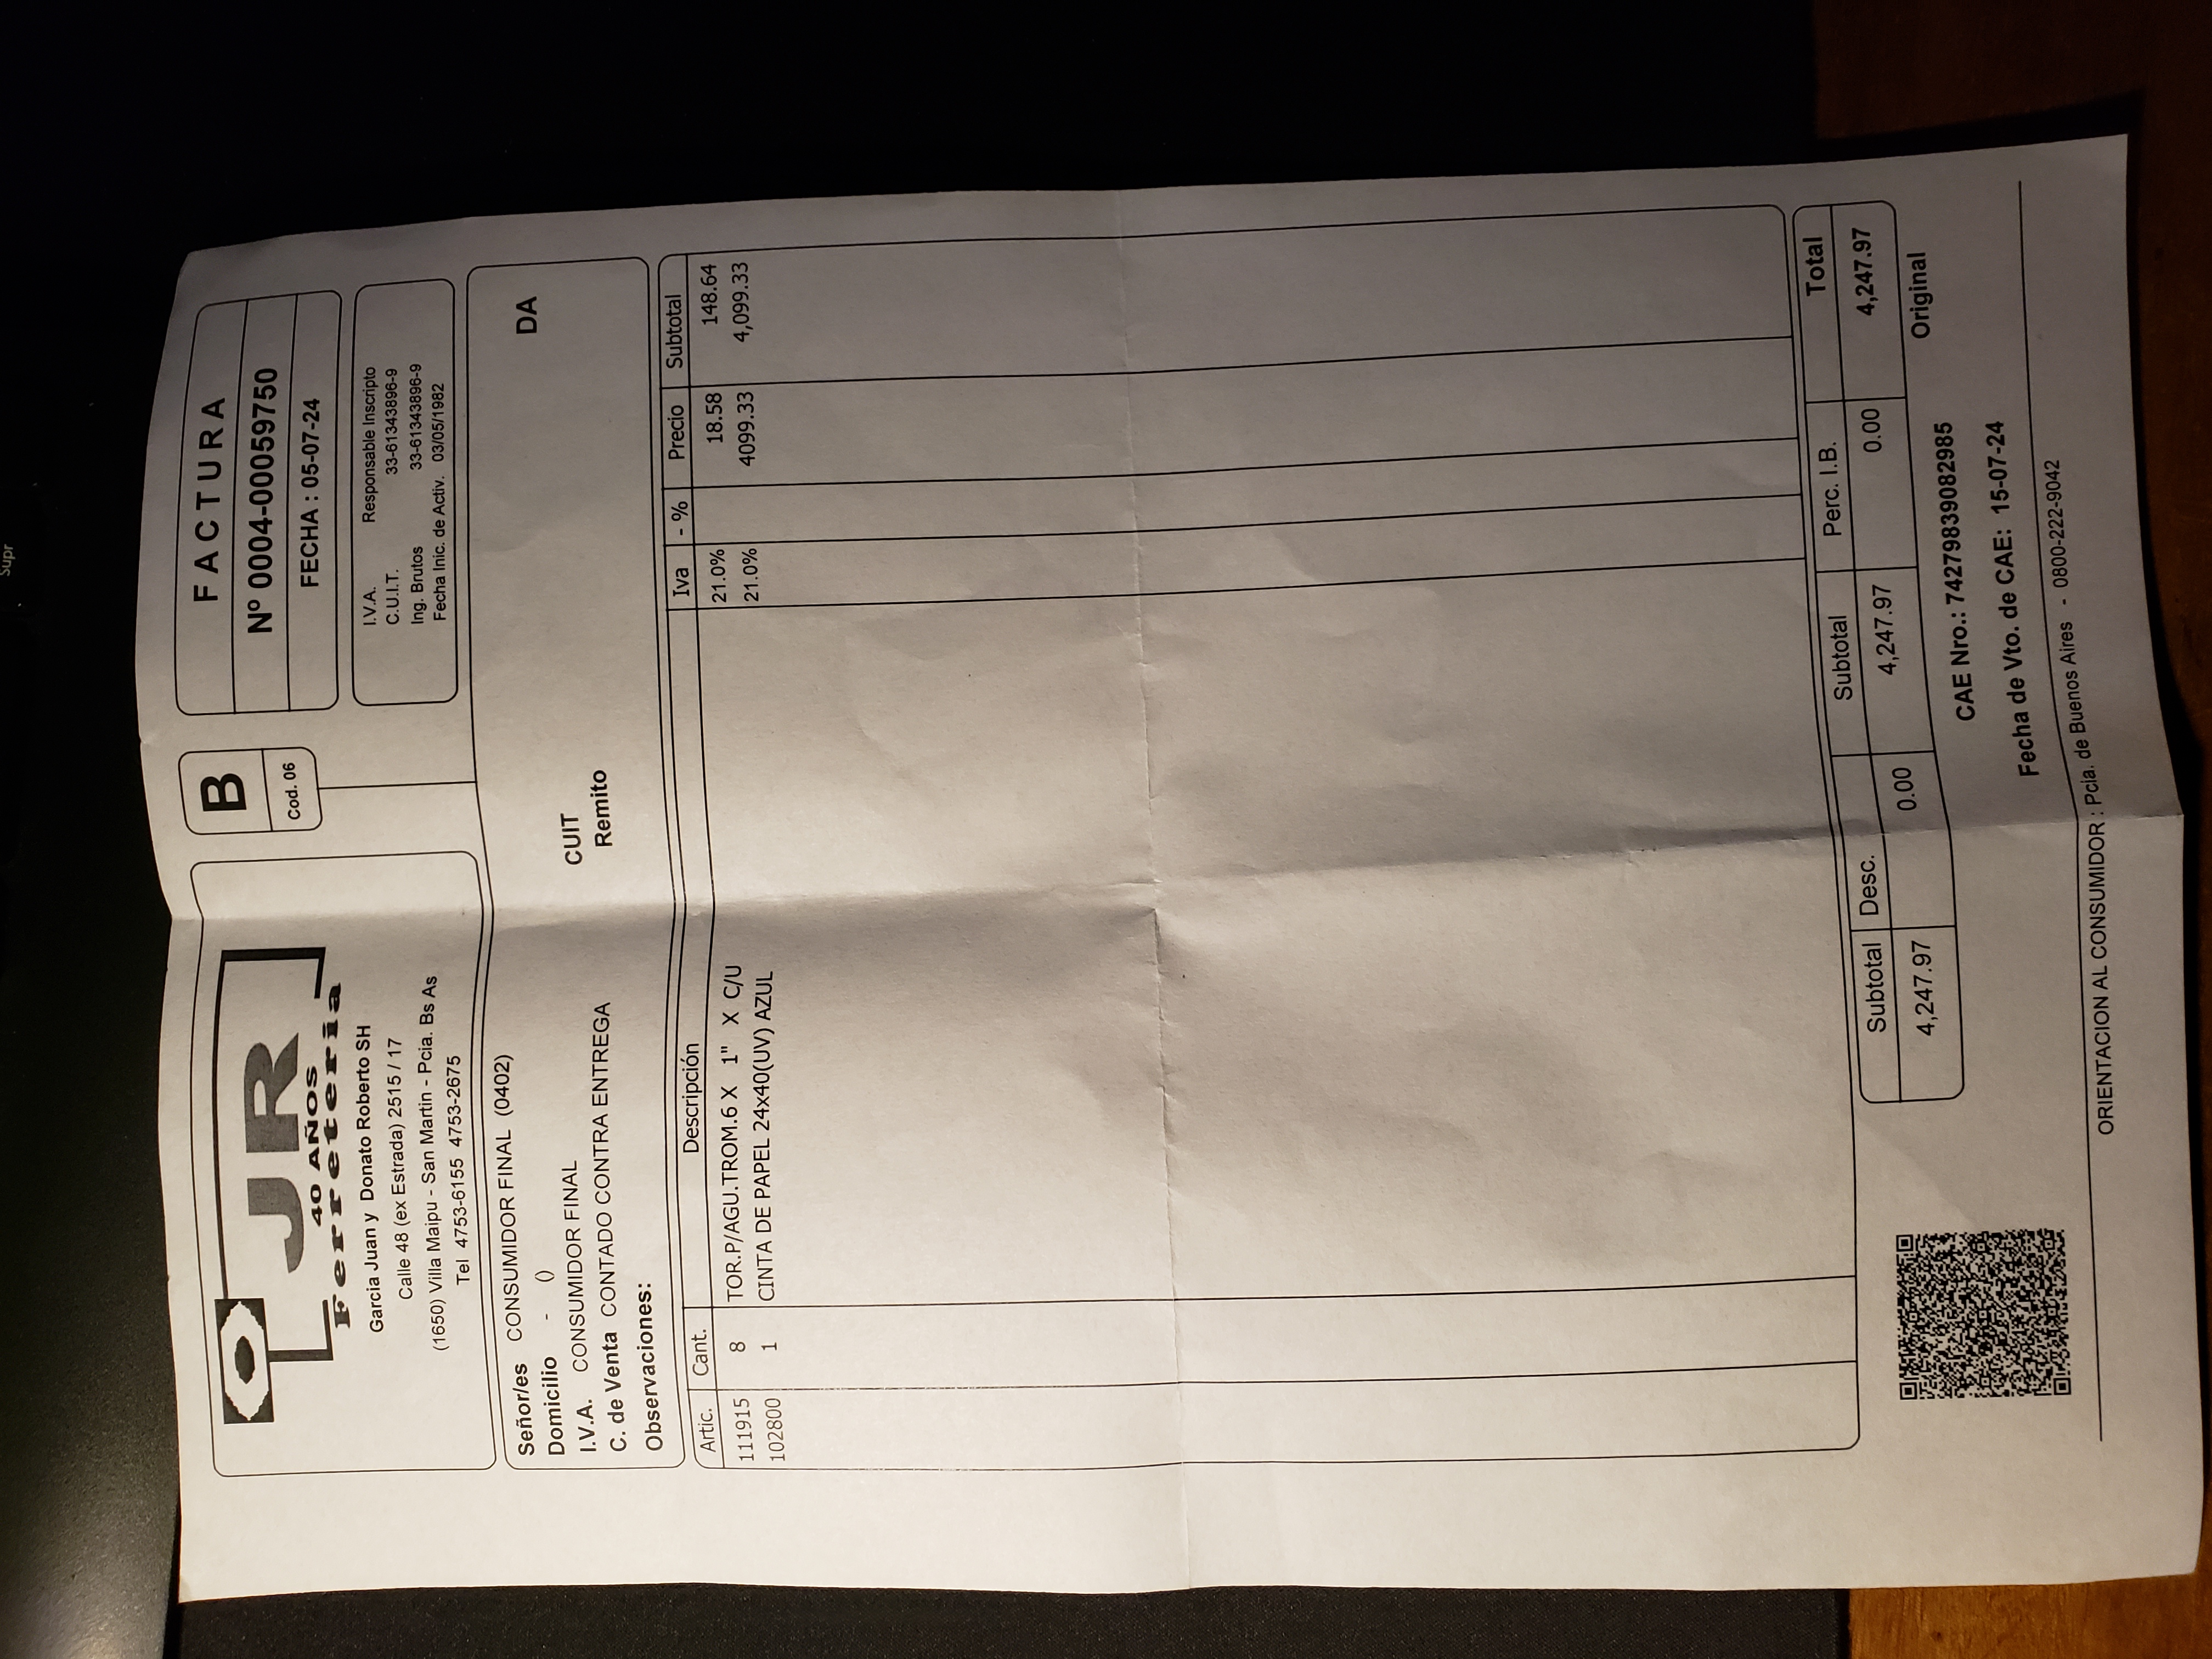 Supr
JR
40 AÑOS
Ferreteria
Garcia Juan y Donato Roberto SH
Calle 48 (ex Estrada) 2515 / 17
(1650) Villa Maipu - San Martin - Pcia. Bs As
Tel 4753-6155 4753-2675
B
Cod. 06
FACTURA
Nº 0004-00059750
FECHA : 05-07-24
I.V.A. Responsable Inscripto
C.U.I.T. 33-61343896-9
Ing. Brutos 33-61343896-9
Fecha Inic. de Activ. 03/05/1982
Señor/es CONSUMIDOR FINAL (0402)
DA
Domicilio - ()
I.V.A. CONSUMIDOR FINAL CUIT
C. de Venta CONTADO CONTRA ENTREGA Remito
Observaciones:
Artic. Cant. Descripción Iva - % Precio Subtotal
111915 8 TOR.P/AGU.TROM.6 X 1" X C/U 21.0% 18.58 148.64
102800 1 CINTA DE PAPEL 24x40(UV) AZUL 21.0% 4099.33 4,099.33
Subtotal Desc. Subtotal Perc. I.B. Total
4,247.97 0.00 4,247.97 0.00 4,247.97
Original
CAE Nro.: 74279839082985
Fecha de Vto. de CAE: 15-07-24
ORIENTACION AL CONSUMIDOR : Pcia. de Buenos Aires - 0800-222-9042